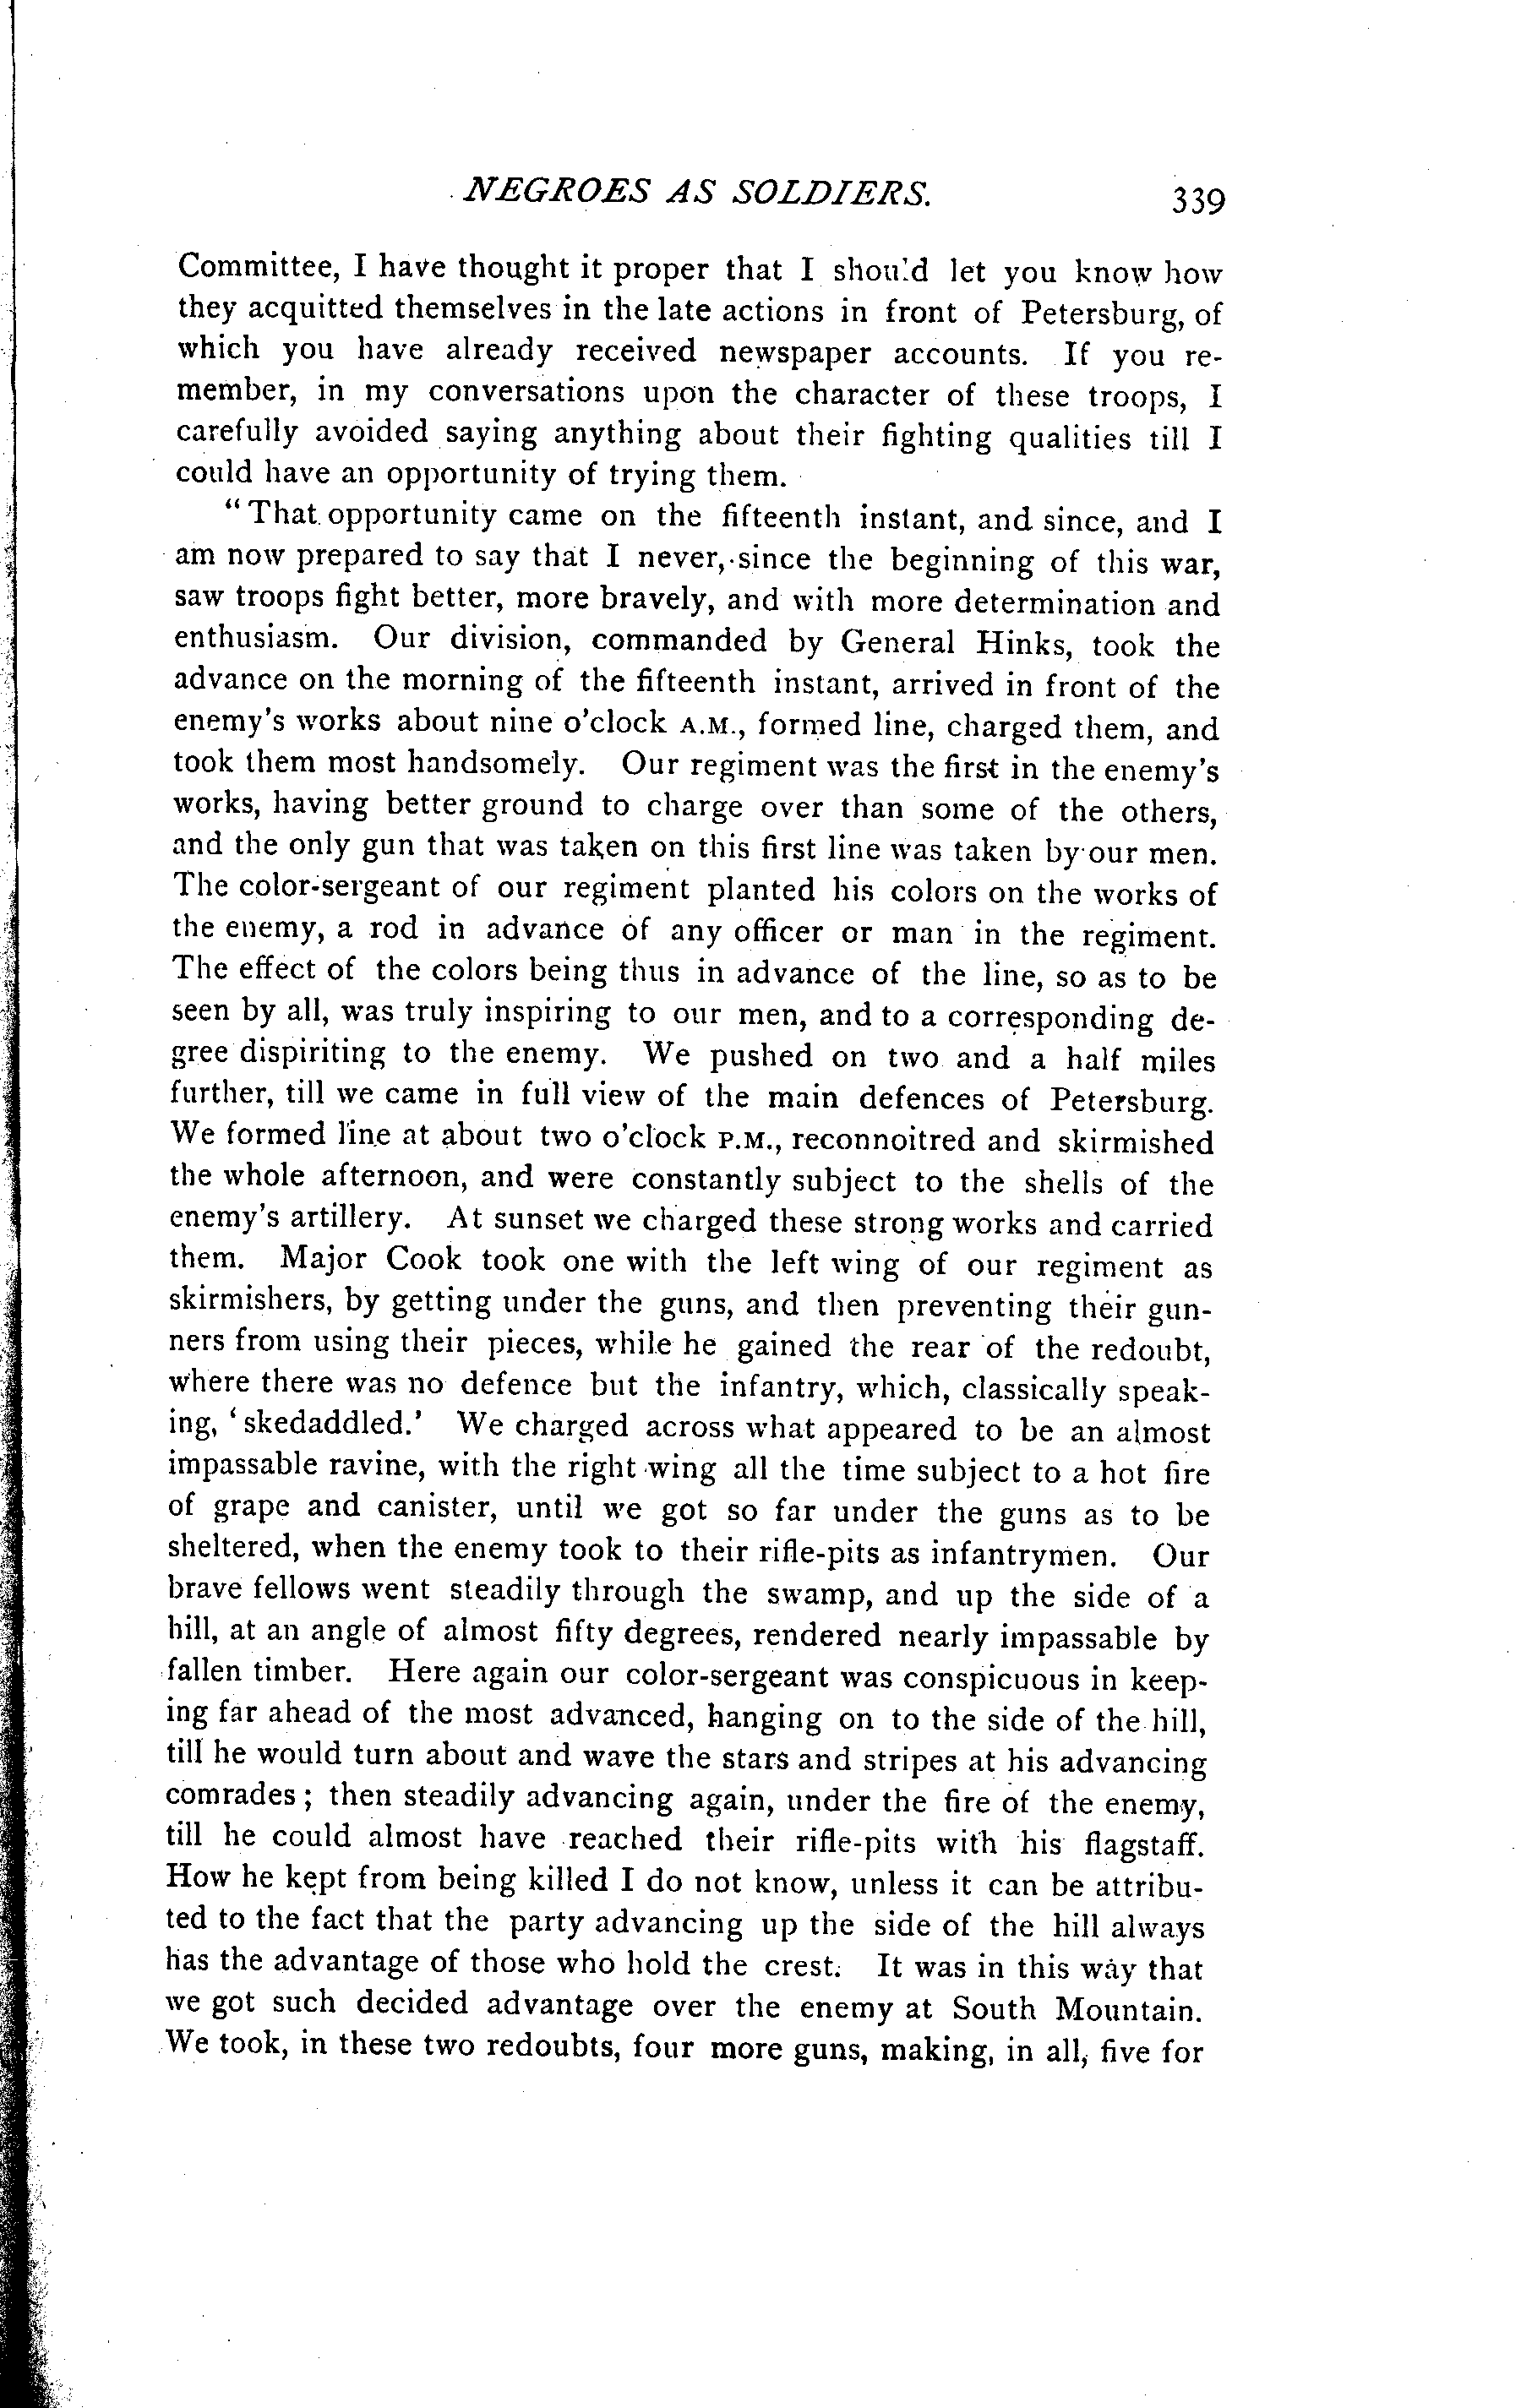 NEGROES AS SOLDIERS. 339
Committee, I have thought it proper that I should let you know how
they acquitted themselves in the late actions in front of Petersburg, of
which you have already received newspaper accounts. If you re-
member, in my conversations upon the character of these troops, I
carefully avoided saying anything about their fighting qualities till I
could have an opportunity of trying them.
"That opportunity came on the fifteenth instant, and since, and I
am now prepared to say that I never, since the beginning of this war,
saw troops fight better, more bravely, and with more determination and
enthusiasm. Our division, commanded by General Hinks, took the
advance on the morning of the fifteenth instant, arrived in front of the
enemy's works about nine o'clock A.M., formed line, charged them, and
took them most handsomely. Our regiment was the first in the enemy's
works, having better ground to charge over than some of the others,
and the only gun that was taken on this first line was taken by our men.
The color-sergeant of our regiment planted his colors on the works of
the enemy, a rod in advance of any officer or man in the regiment.
The effect of the colors being thus in advance of the line, so as to be
seen by all, was truly inspiring to our men, and to a corresponding de-
gree dispiriting to the enemy. We pushed on two and a half miles
further, till we came in full view of the main defences of Petersburg.
We formed line at about two o'clock P.M., reconnoitred and skirmished
the whole afternoon, and were constantly subject to the shells of the
enemy's artillery. At sunset we charged these strong works and carried
them. Major Cook took one with the left wing of our regiment as
skirmishers, by getting under the guns, and then preventing their gun-
ners from using their pieces, while he gained the rear of the redoubt,
where there was no defence but the infantry, which, classically speak-
ing, 'skedaddled.' We charged across what appeared to be an almost
impassable ravine, with the right wing all the time subject to a hot fire
of grape and canister, until we got so far under the guns as to be
sheltered, when the enemy took to their rifle-pits as infantrymen. Our
brave fellows went steadily through the swamp, and up the side of a
hill, at an angle of almost fifty degrees, rendered nearly impassable by
fallen timber. Here again our color-sergeant was conspicuous in keep-
ing far ahead of the most advanced, hanging on to the side of the hill,
till he would turn about and wave the stars and stripes at his advancing
comrades; then steadily advancing again, under the fire of the enemy,
till he could almost have reached their rifle-pits with his flagstaff.
How he kept from being killed I do not know, unless it can be attribu-
ted to the fact that the party advancing up the side of the hill always
has the advantage of those who hold the crest. It was in this way that
we got such decided advantage over the enemy at South Mountain.
We took, in these two redoubts, four more guns, making, in all, five for